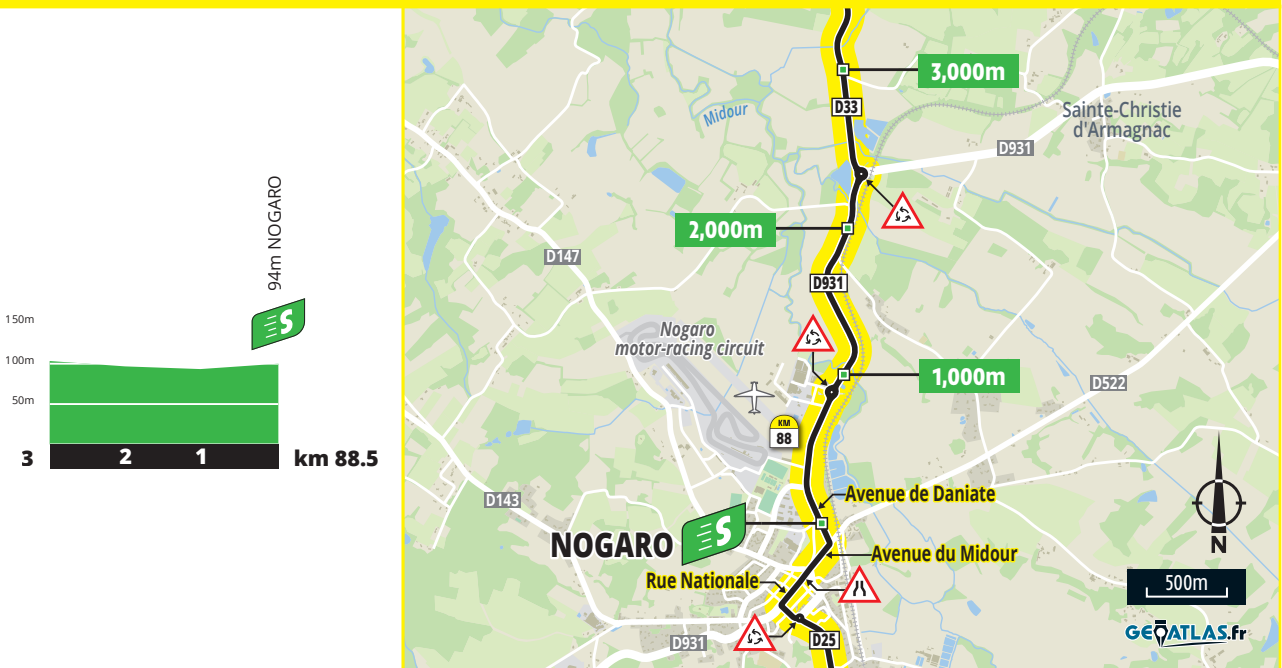 94m NOGARO
S
150m
100m
50m
3
2
1
km 88.5
3,000m
D33
Midour
Sainte-Christie
d'Armagnac
D931
2,000m
D147
D931
Nogaro
motor-racing circuit
1,000m
D522
KM
88
D143
Avenue de Daniate
NOGARO
S
Avenue du Midour
Rue Nationale
N
500m
D931
D25
GEOATLAS.fr